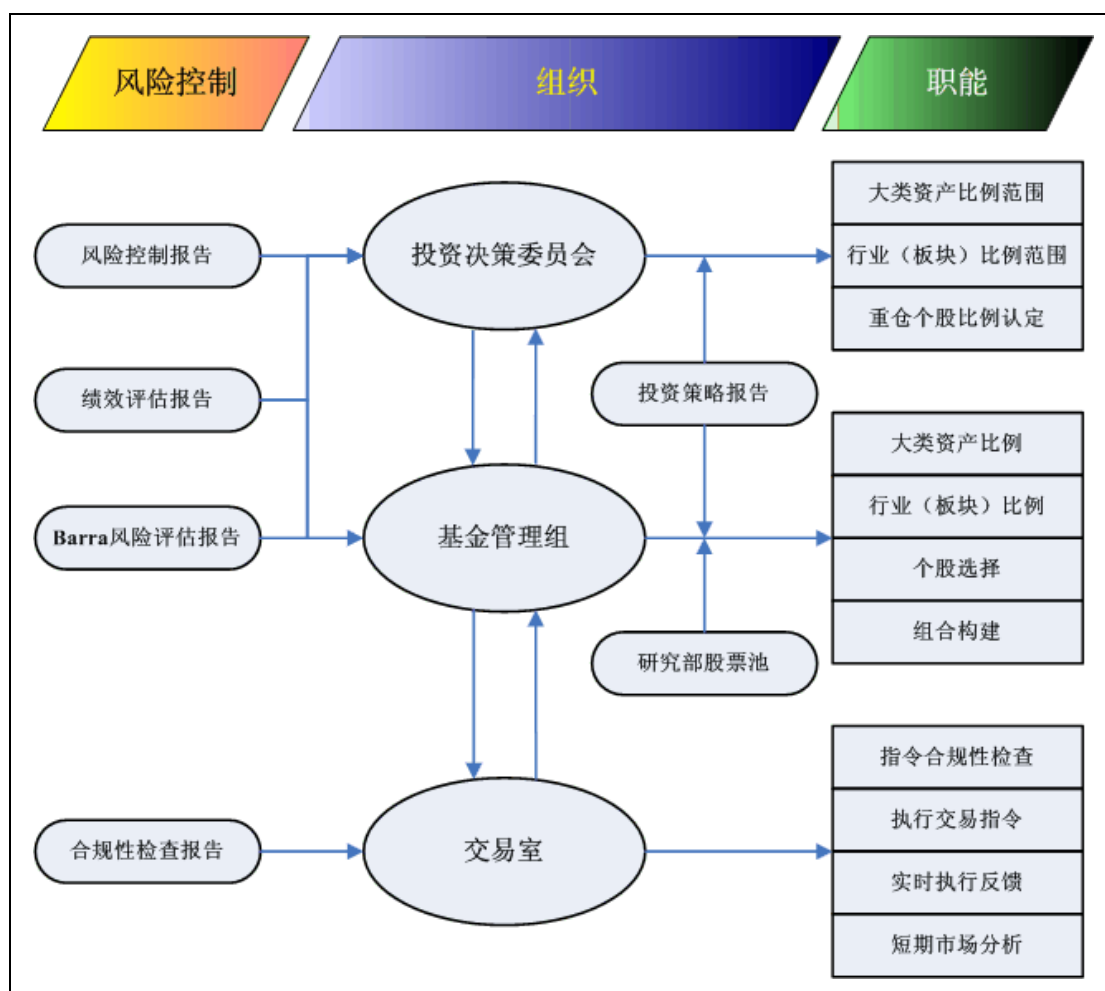 风险控制
组织
职能
风险控制报告
绩效评估报告
Barra风险评估报告
合规性检查报告
投资决策委员会
基金管理组
交易室
投资策略报告
研究部股票池
大类资产比例范围
行业（板块）比例范围
重仓个股比例认定
大类资产比例
行业（板块）比例
个股选择
组合构建
指令合规性检查
执行交易指令
实时执行反馈
短期市场分析